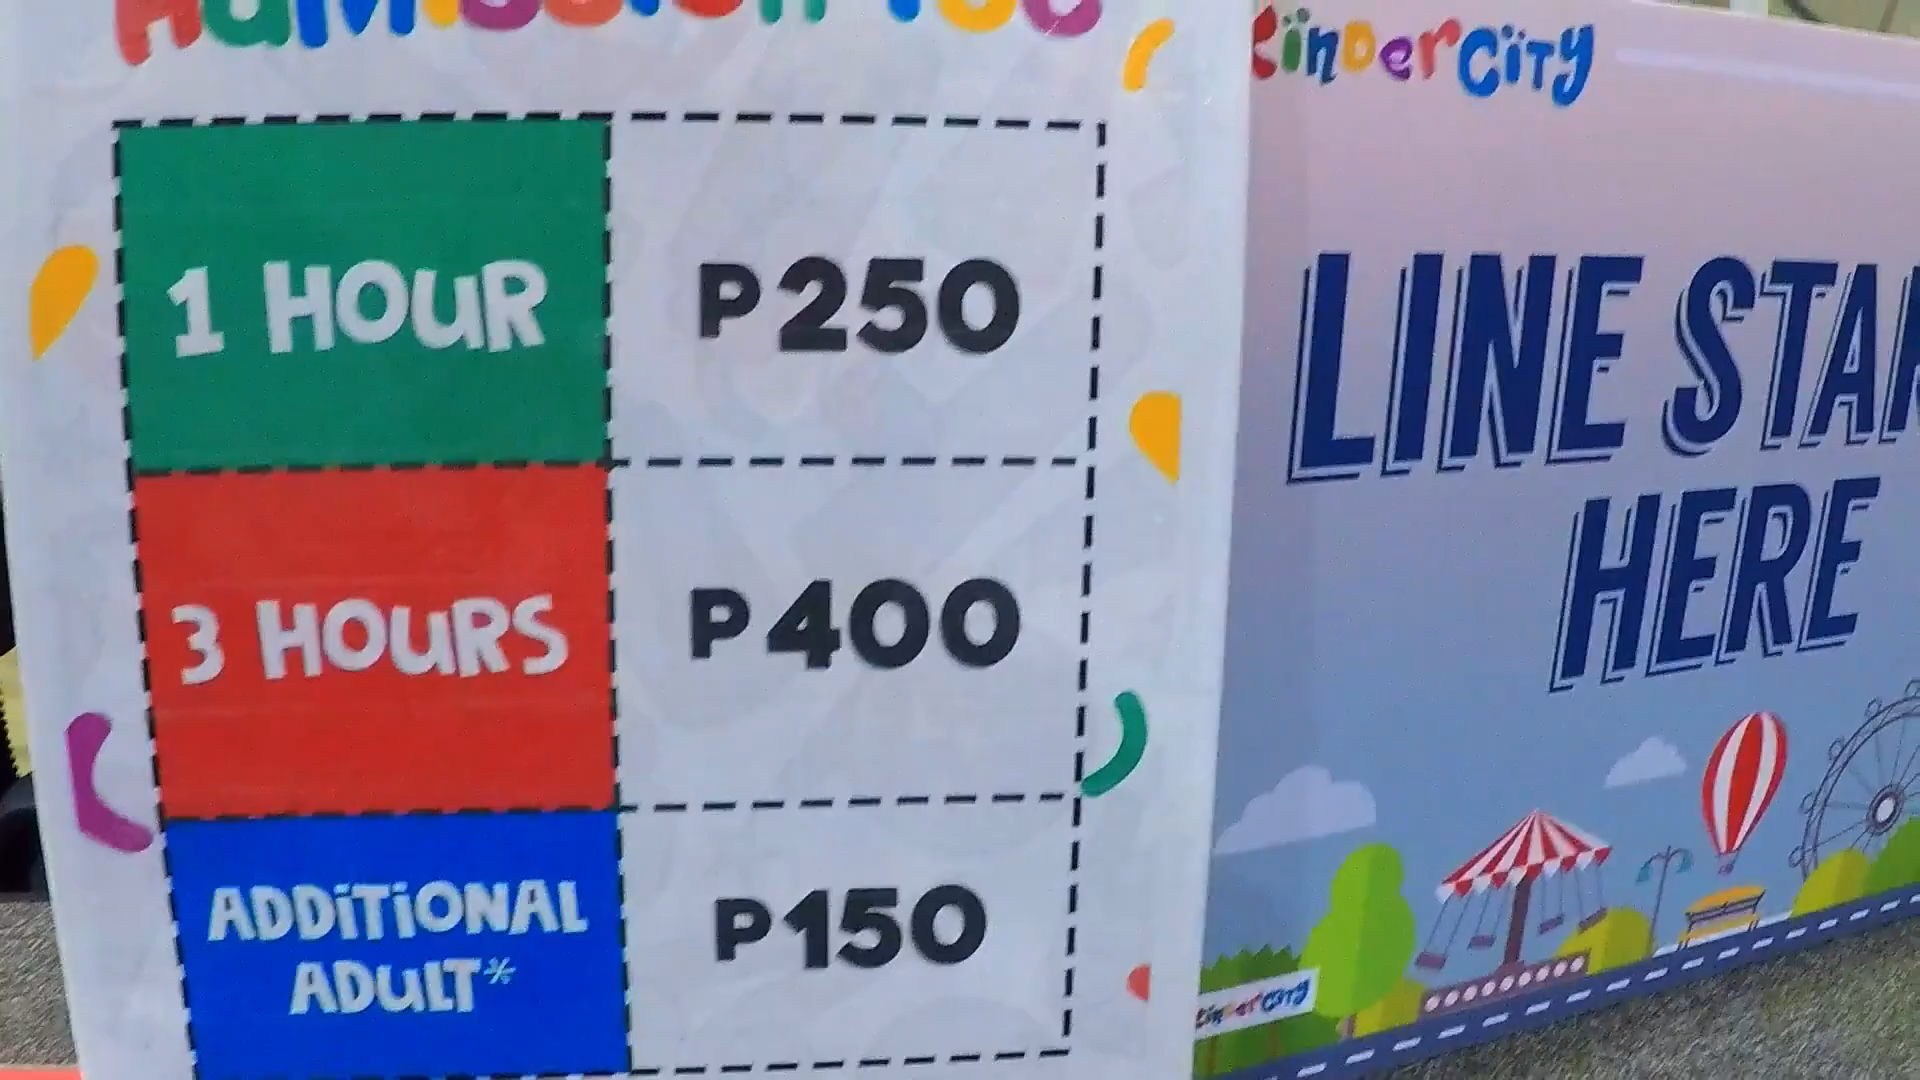 Admission Fee
KinderCity
1 HOUR
P250
3 HOURS
P400
ADDITIONAL
ADULT*
P150
LINE STAR
HERE
KinderCity